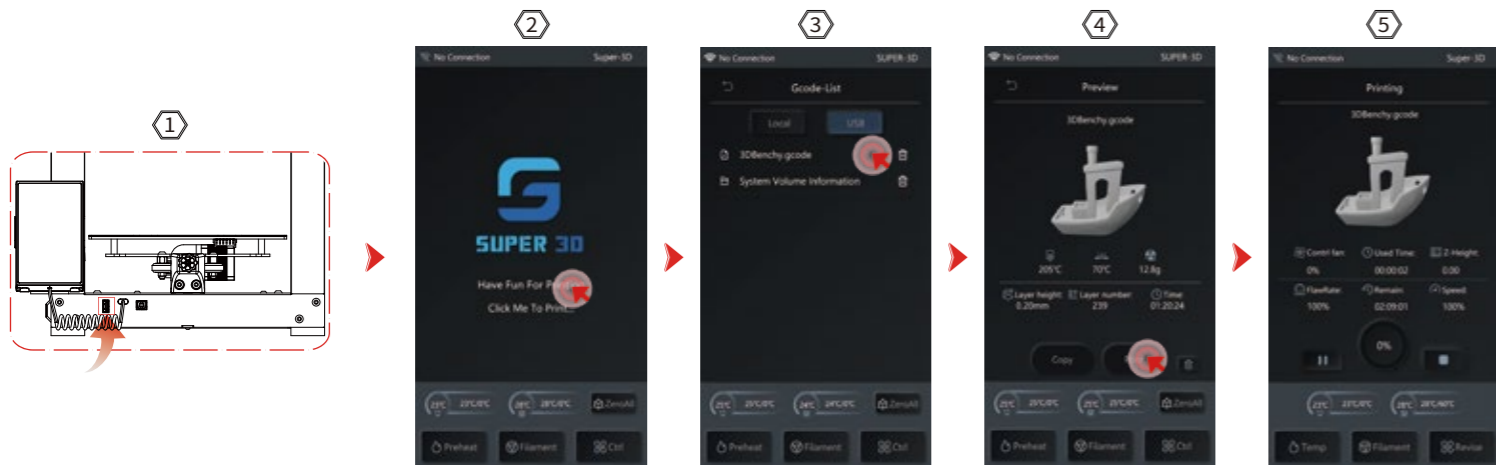 1
2
No Connection Super-3D
SUPER 3D
Have Fun For
Click Me To Print...
ZeroAll
Preheat Filament Ctrl
3
No Connection SUPER-3D
Gcode-List
Local USB
3DBenchy.gcode
System Volume Information
ZeroAll
Preheat Filament Ctrl
4
No Connection SUPER-3D
Preview
3DBenchy.gcode
205℃ 70℃ 12.8g
Layer height: Layer number: Time:
0.20mm 239 01:20:24
Copy
ZeroAll
Preheat Filament Ctrl
5
No Connection Super-3D
Printing
3DBenchy.gcode
Contrl fan: Used Time: Z-Height:
0% 00:00:02 0.00
FlawRate: Remain: Speed:
100% 02:09:01 100%
0%
Temp Filament Revise